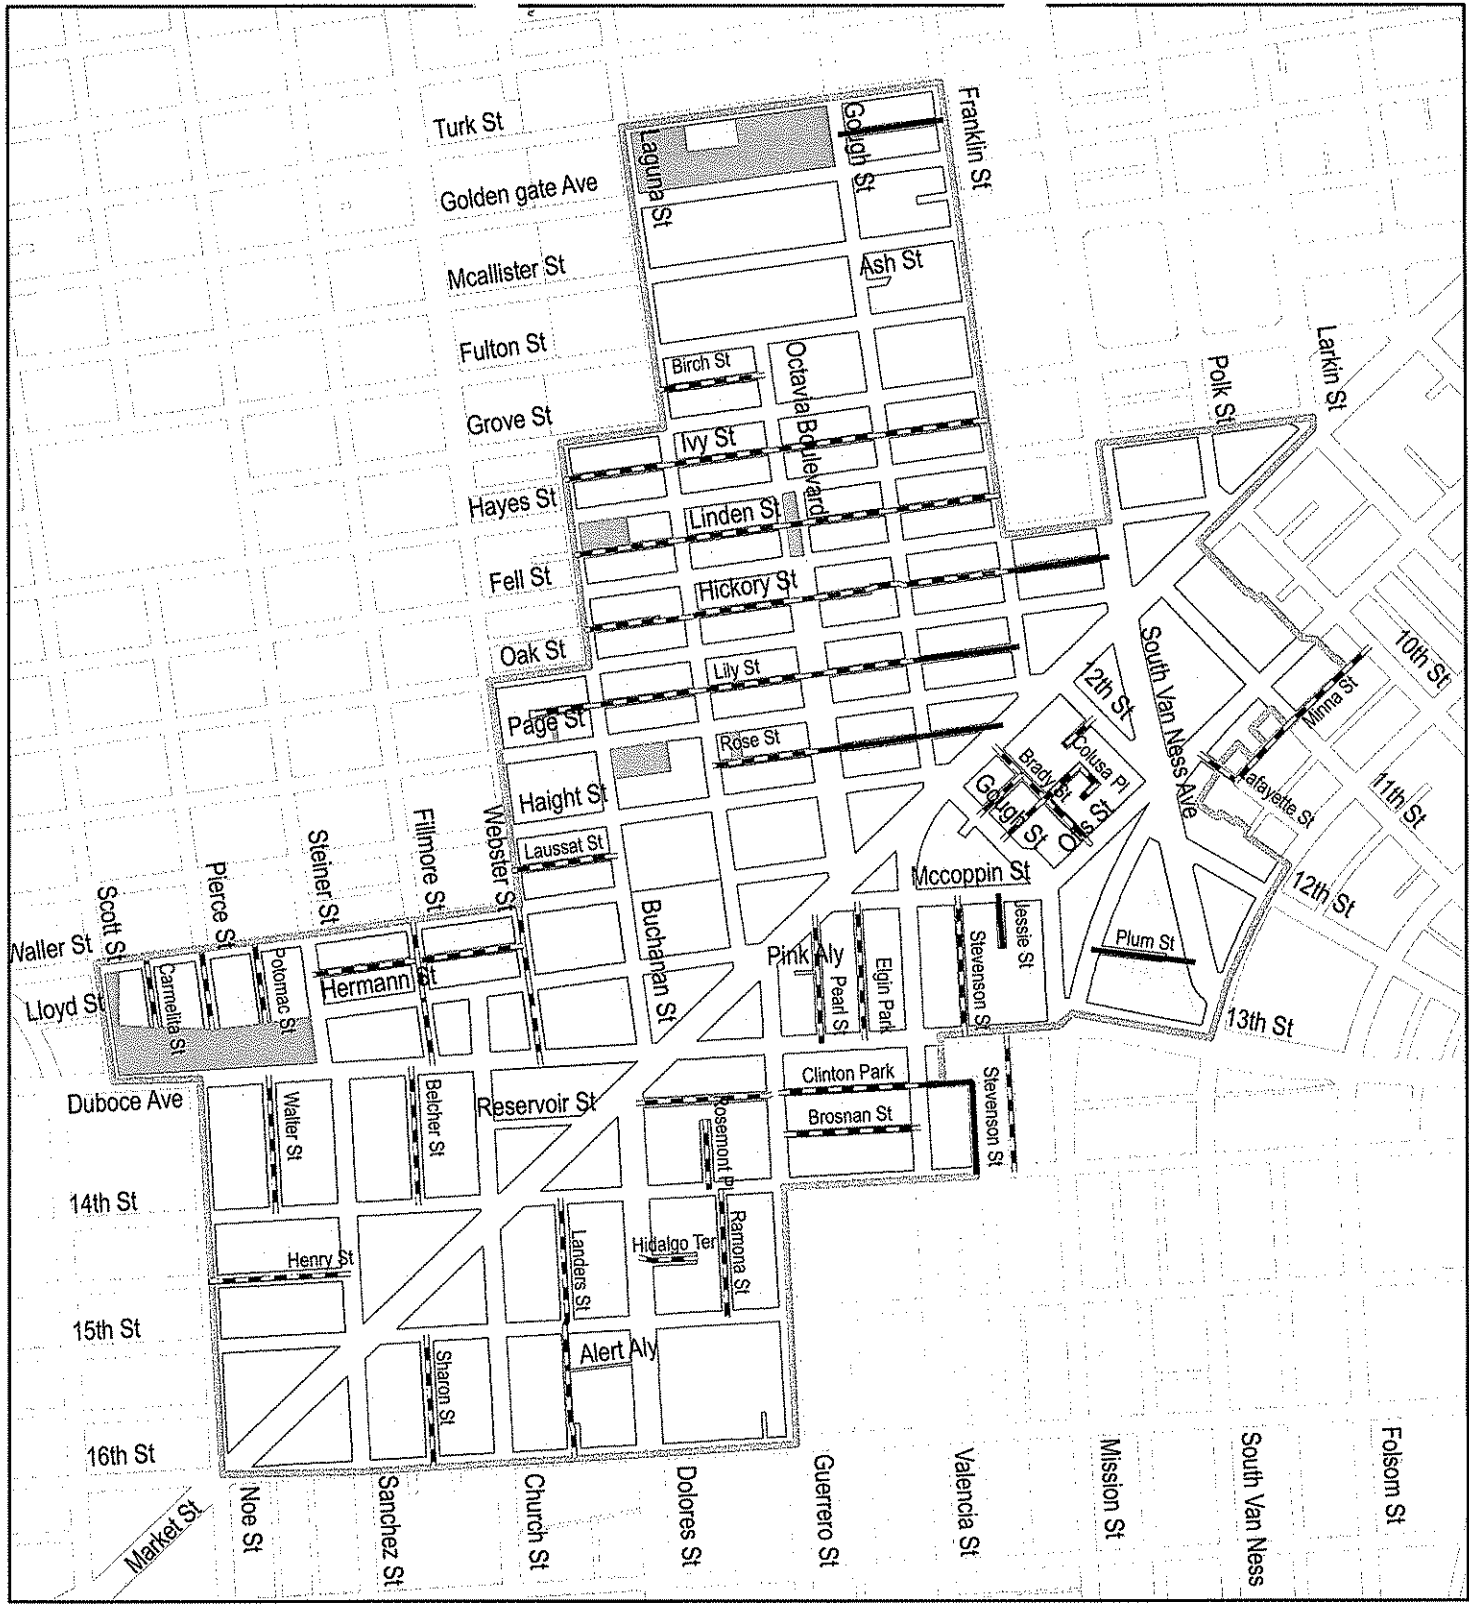 Turk St
Franklin St
Gough St
Laguna St
Golden gate Ave
Mcallister St
Ash St
Fulton St
Birch St
Octavia Boulevard
Larkin St
Polk St
Grove St
Ivy St
Hayes St
Linden St
Fell St
Hickory St
Oak St
Lily St
12th St
South Van Ness Ave
10th St
Minna St
Page St
Rose St
Colusa Pl
Brady St
Gough St
Otis St
Lafayette St
11th St
Haight St
Webster St
Fillmore St
Laussat St
Steiner St
Pierce St
Scott St
Mccoppin St
12th St
Buchanan St
Jessie St
Plum St
Waller St
Lloyd St
Carmelita St
Potomac St
Hermann St
Pink Aly
Pearl St
Elgin Park
Stevenson St
13th St
Duboce Ave
Walter St
Belcher St
Reservoir St
Clinton Park
Brosnan St
Rosemont Pl
Stevenson St
14th St
Henry St
Landers St
Hidalgo Ter
Ramona St
15th St
Sharon St
Alert Aly
16th St
Market St
Noe St
Sanchez St
Church St
Dolores St
Guerrero St
Valencia St
Mission St
South Van Ness
Folsom St